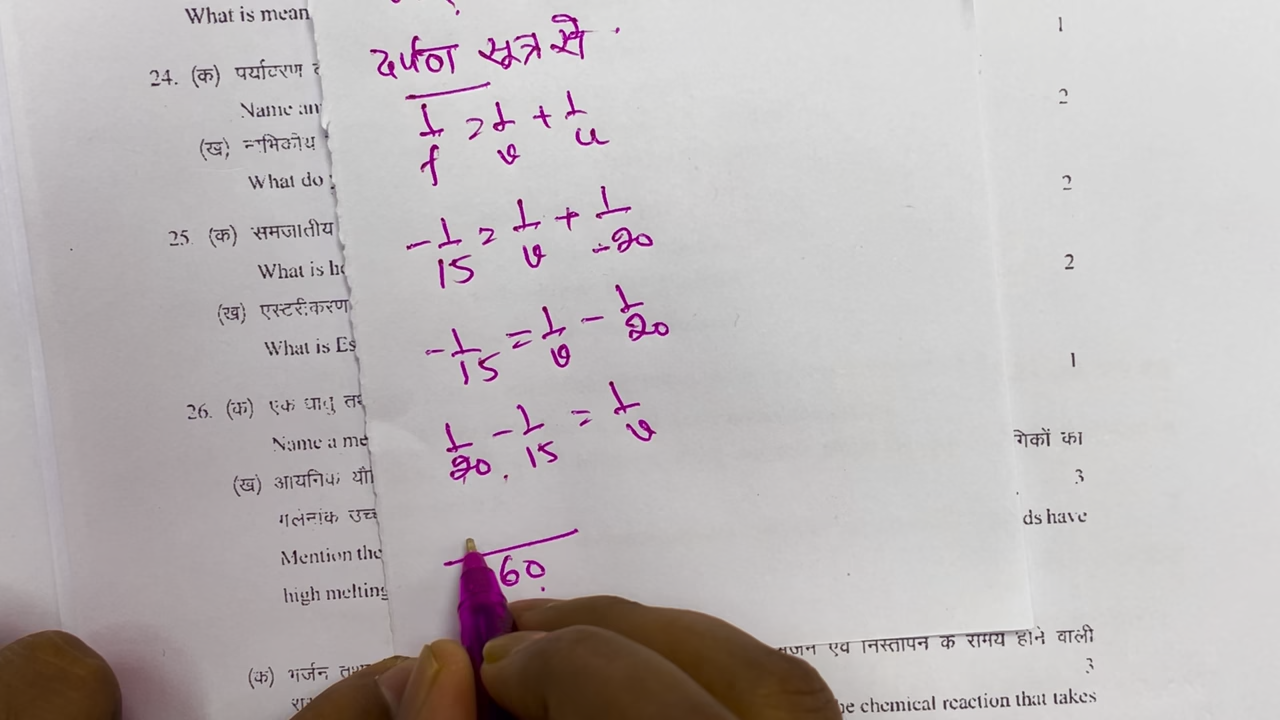 What is mean
1
दर्पण सूत्र से
24. (क) पर्यावरण
2
Name an
1/f = 1/v + 1/u
(ख)
What do
2
-1/15 = 1/v + 1/-20
25. (क) समजातीय
2
What is
(ख) एस्टरीकरण
-1/15 = 1/v - 1/20
What is Es
1
26. (क) एक धातु
1/20 - 1/15 = 1/v
Name a me
गिकों का
(ख) आयनिक यौ
3
गलनांक उच्च
ds have
Mention the
60
high melting
एवं निस्तापन के समय होने वाली
(क) भर्जन
3
he chemical reaction that takes